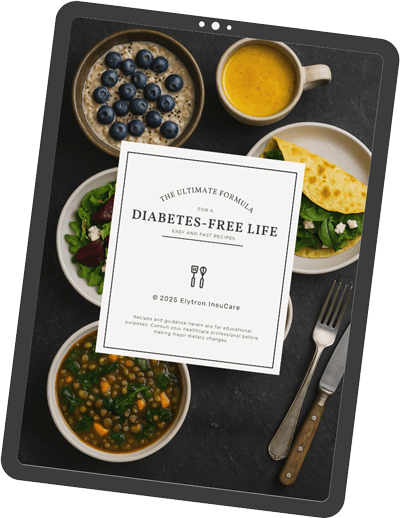 THE ULTIMATE FORMULA
FOR A
DIABETES-FREE LIFE
EASY AND FAST RECIPES
© 2025 Elytron InsuCare
Recipes and guidance herein are for educational
purposes. Consult your healthcare professional before
making major dietary changes.